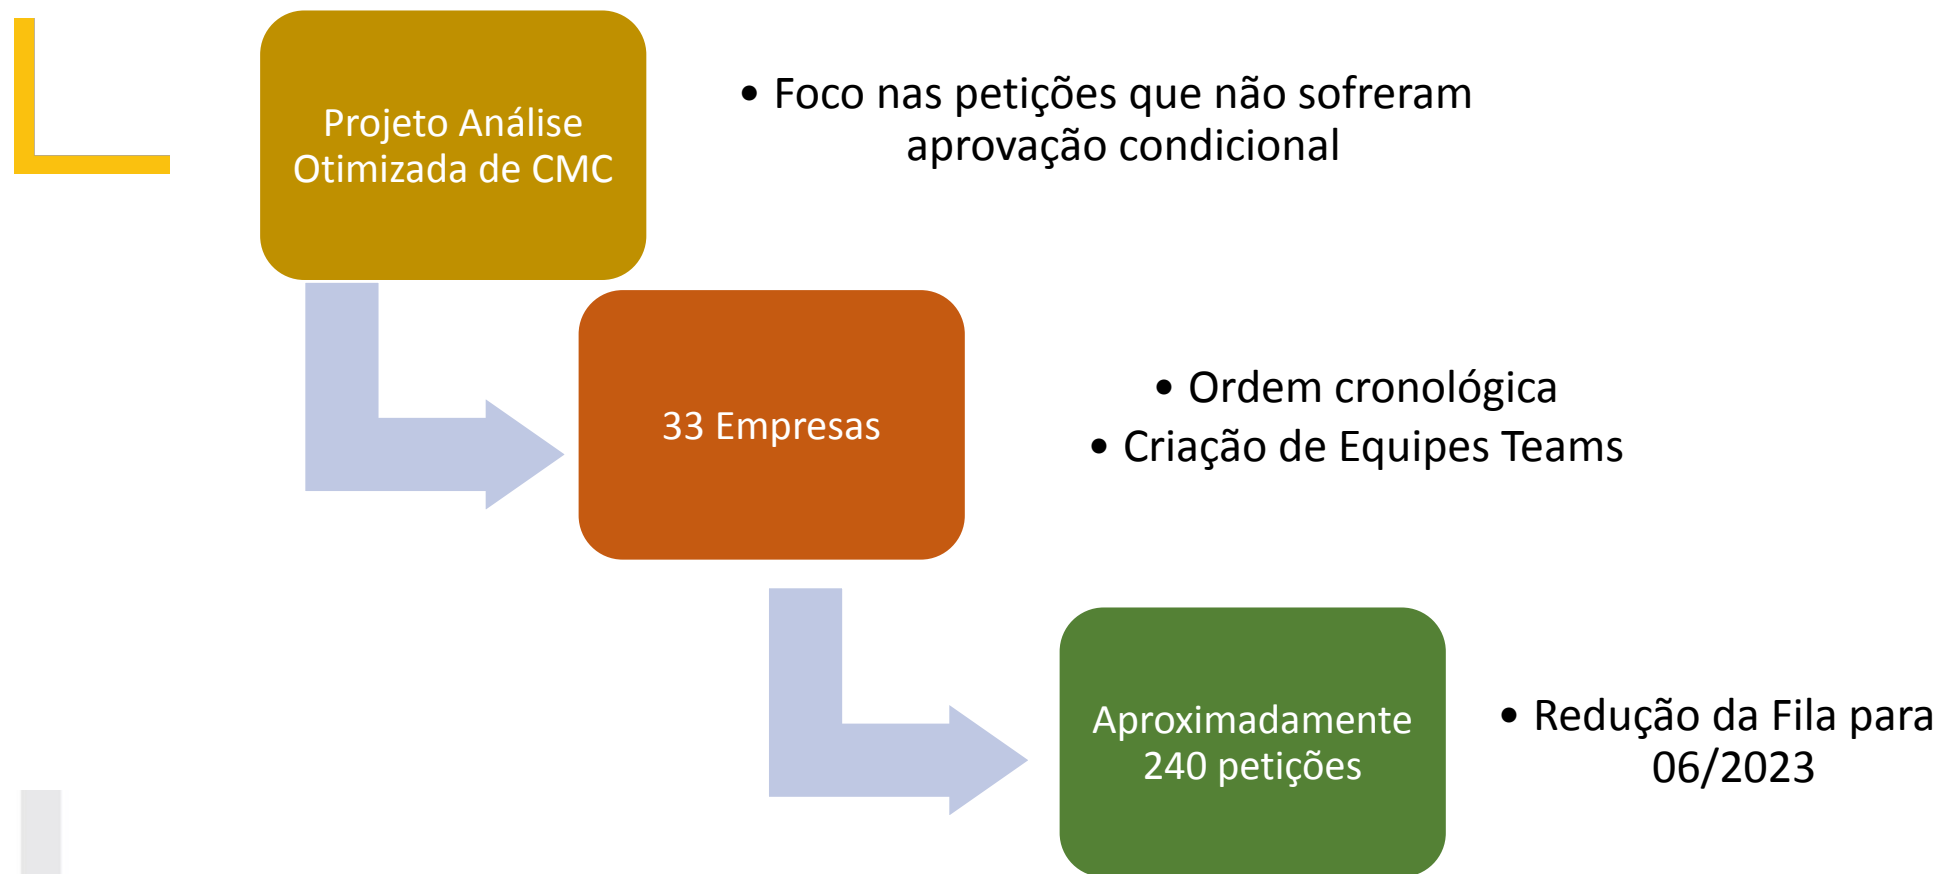 Projeto Análise
Otimizada de CMC
• Foco nas petições que não sofreram
aprovação condicional
33 Empresas
• Ordem cronológica
• Criação de Equipes Teams
Aproximadamente
240 petições
• Redução da Fila para
06/2023